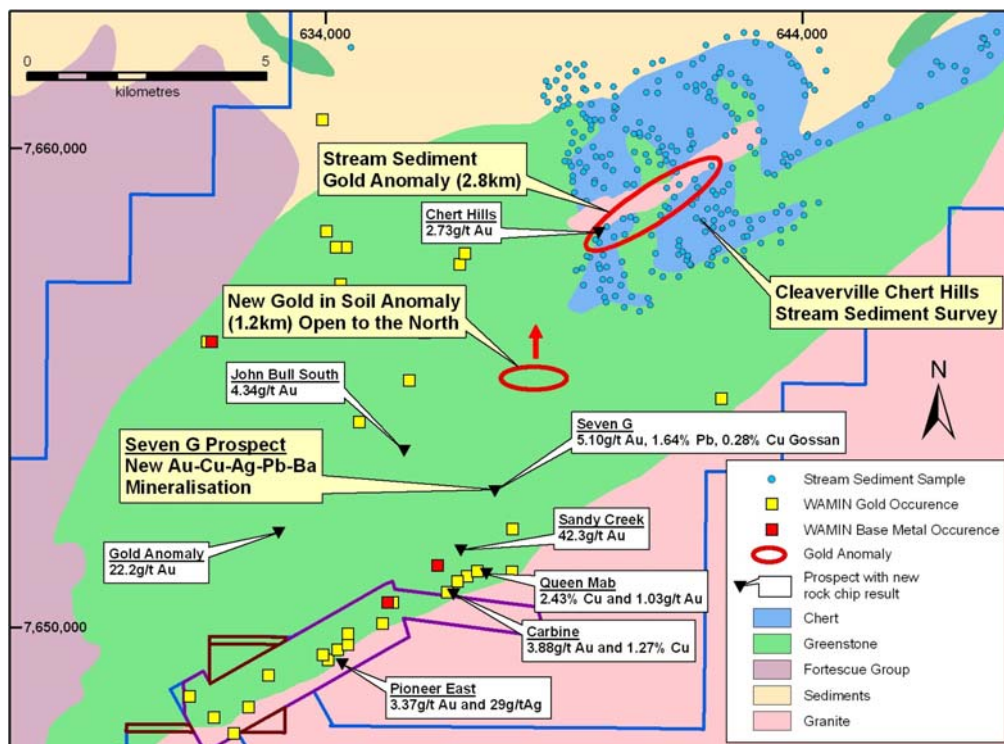 634,000
644,000
0
5
kilometres
7,660,000
Stream Sediment
Gold Anomaly (2.8km)
Chert Hills
2.73g/t Au
New Gold in Soil Anomaly
(1.2km) Open to the North
Cleaverville Chert Hills
Stream Sediment Survey
John Bull South
4.34g/t Au
N
Seven G
5.10g/t Au, 1.64% Pb, 0.28% Cu Gossan
Seven G Prospect
New Au-Cu-Ag-Pb-Ba
Mineralisation
Sandy Creek
42.3g/t Au
Gold Anomaly
22.2g/t Au
Queen Mab
2.43% Cu and 1.03g/t Au
7,650,000
Carbine
3.88g/t Au and 1.27% Cu
Pioneer East
3.37g/t Au and 29g/tAg
Stream Sediment Sample
WAMIN Gold Occurence
WAMIN Base Metal Occurence
Gold Anomaly
Prospect with new
rock chip result
Chert
Greenstone
Fortescue Group
Sediments
Granite